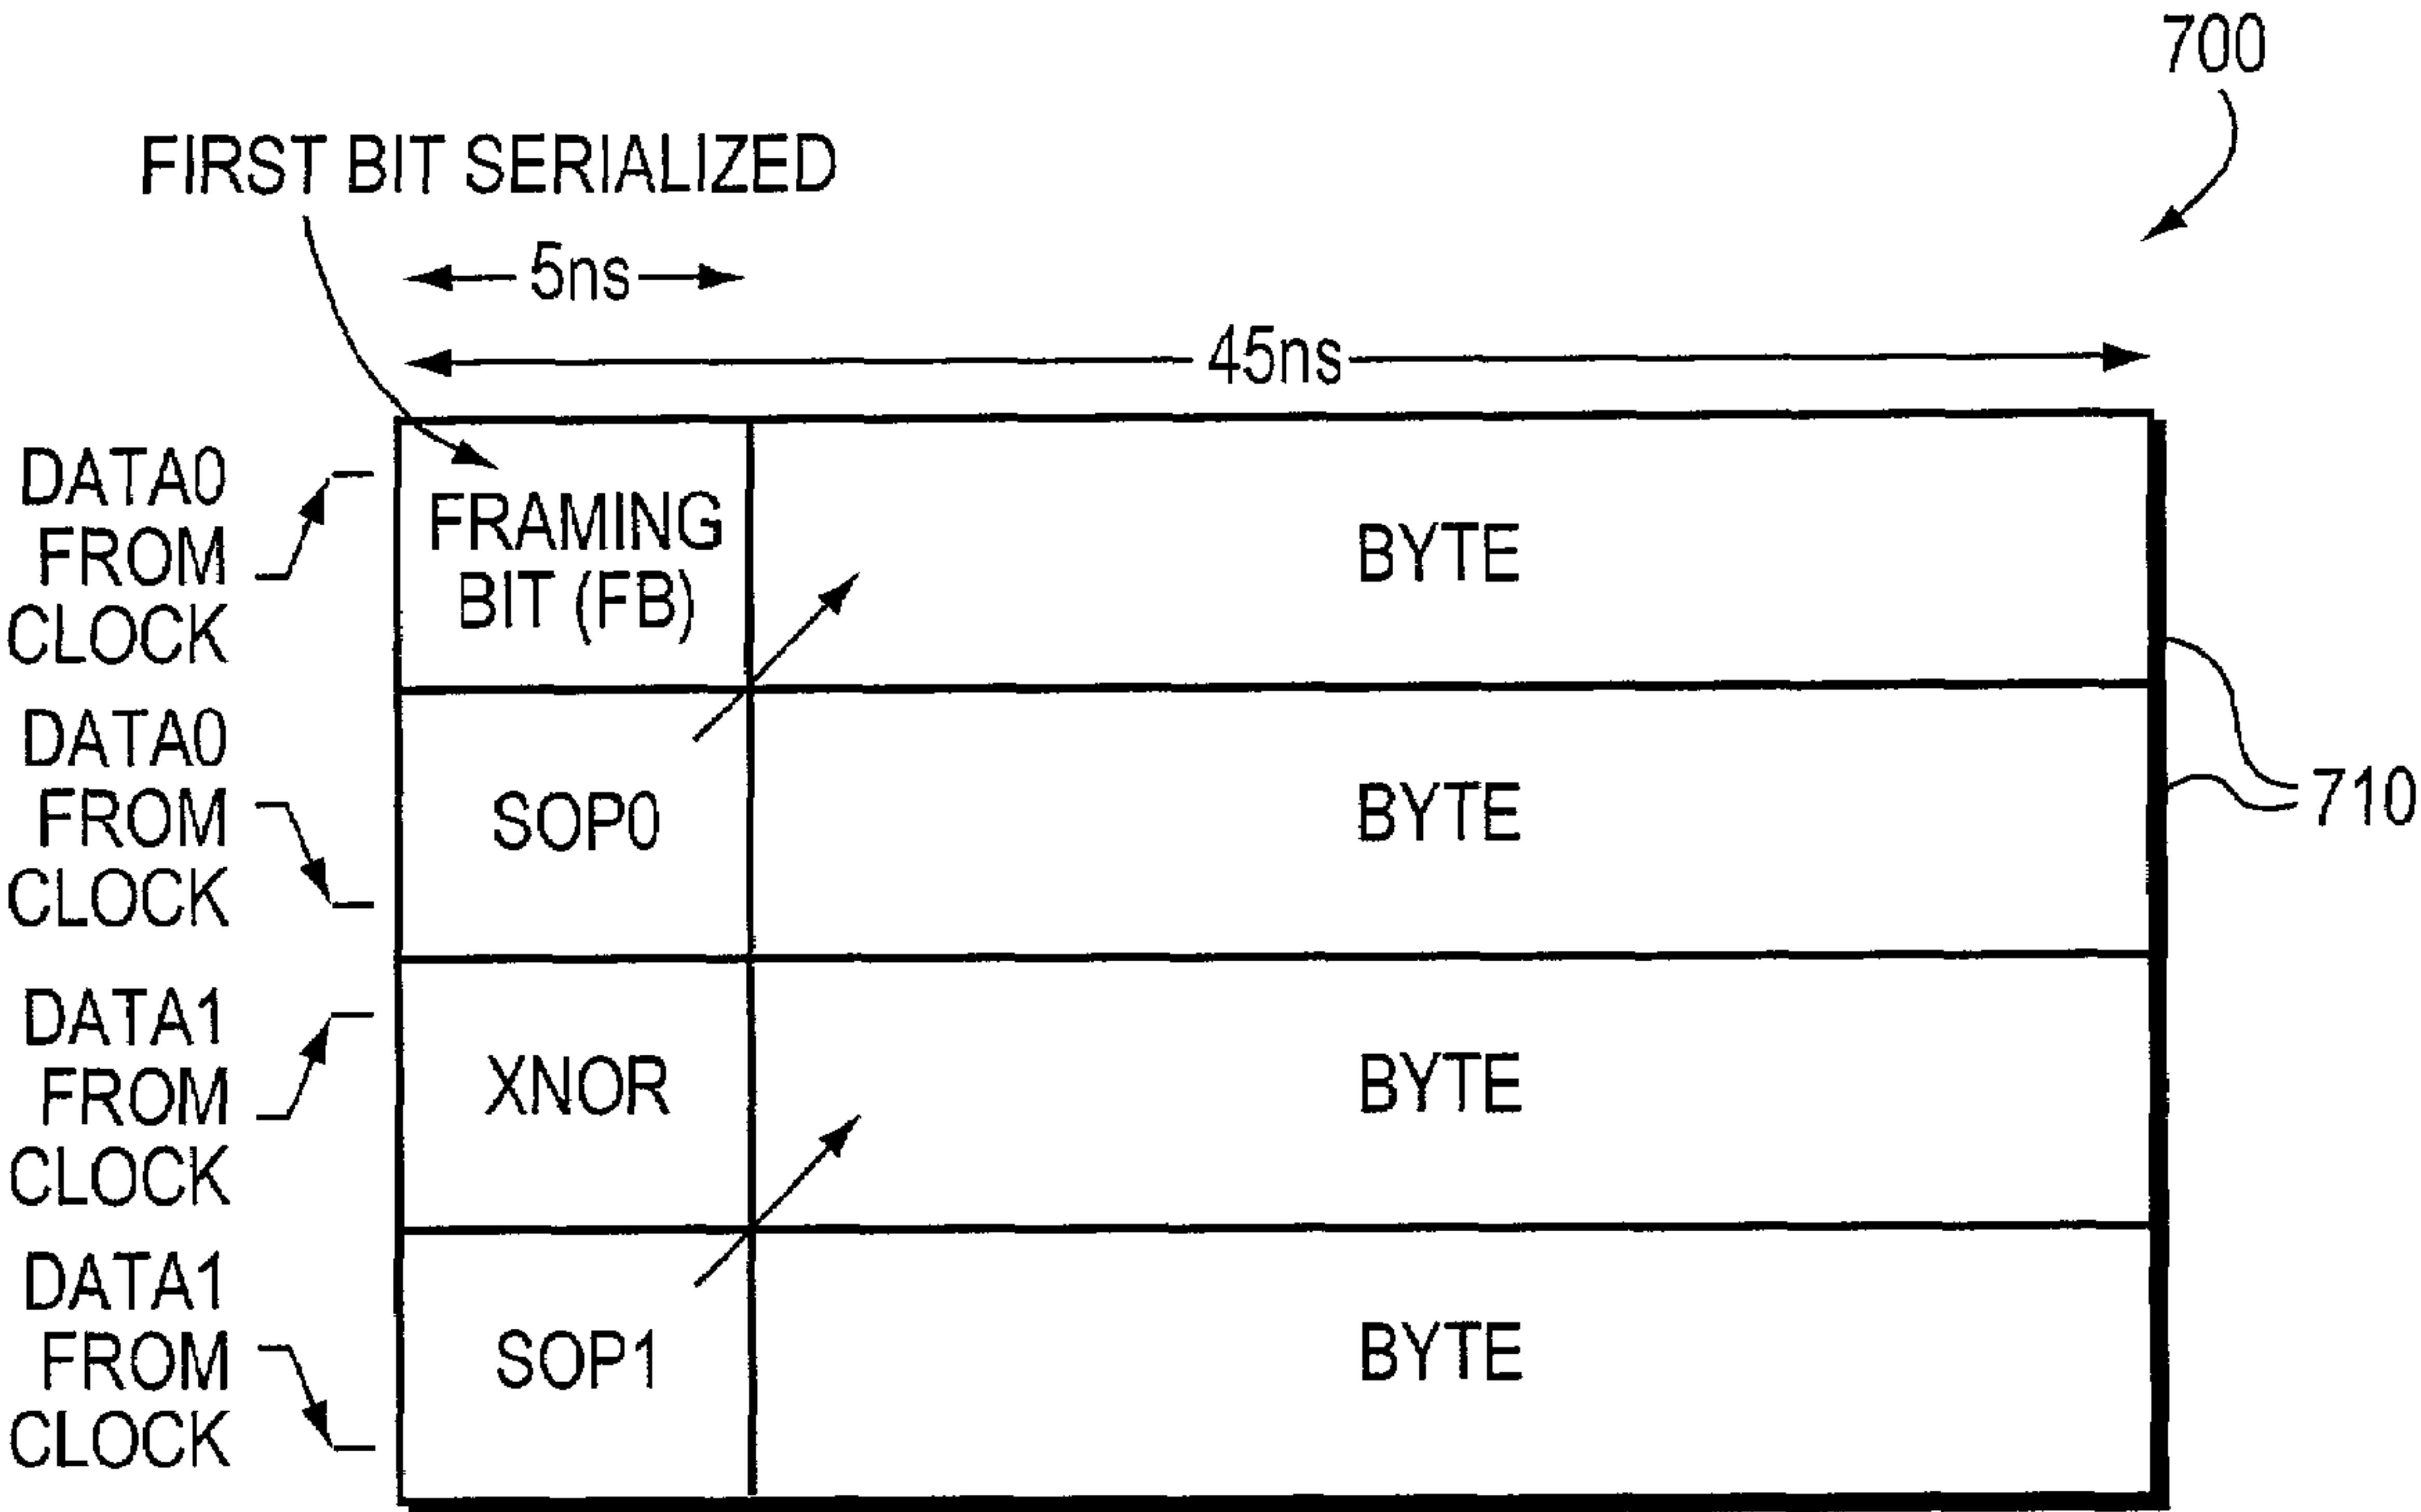 700
FIRST BIT SERIALIZED
5ns
45ns
DATA0
FROM
CLOCK
FRAMING
BIT (FB)
BYTE
DATA0
FROM
CLOCK
SOP0
BYTE
710
DATA1
FROM
CLOCK
XNOR
BYTE
DATA1
FROM
CLOCK
SOP1
BYTE